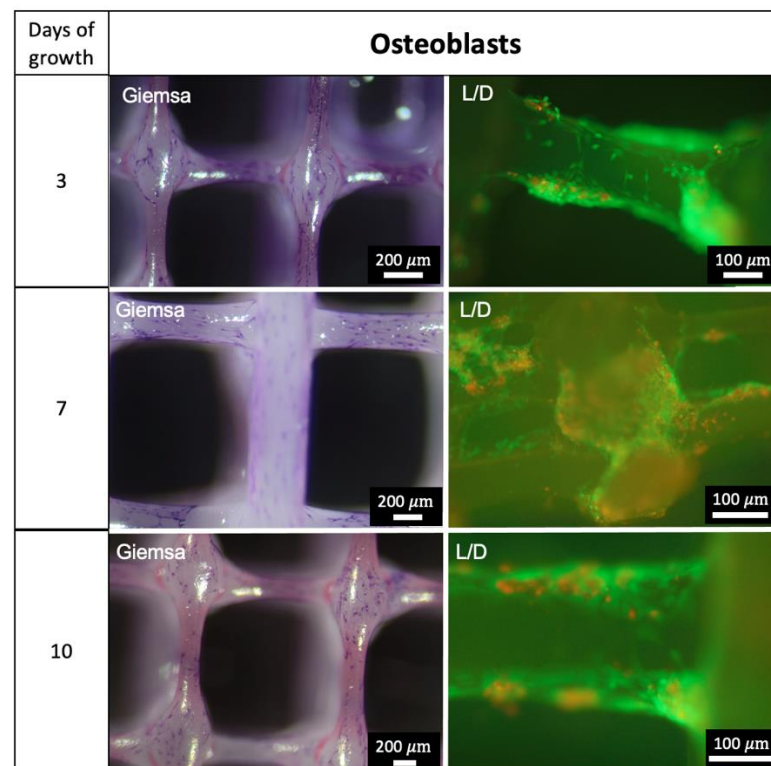 Days of
growth
Osteoblasts
3
Giemsa
200 μm
L/D
100 μm
7
Giemsa
200 μm
L/D
100 μm
10
Giemsa
200 μm
L/D
100 μm